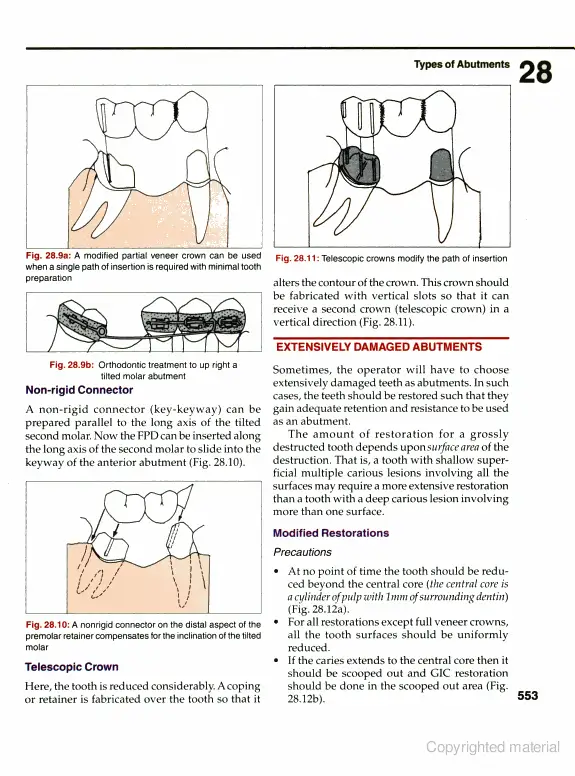 Types of Abutments
28
Fig. 28.9a: A modified partial veneer crown can be used
when a single path of insertion is required with minimal tooth
preparation
Fig. 28.9b: Orthodontic treatment to up right a
tilted molar abutment
Non-rigid Connector
A non-rigid connector (key-keyway) can be
prepared parallel to the long axis of the tilted
second molar. Now the FPD can be inserted along
the long axis of the second molar to slide into the
keyway of the anterior abutment (Fig. 28.10).
Fig. 28.10: A nonrigid connector on the distal aspect of the
premolar retainer compensates for the inclination of the tilted
molar
Telescopic Crown
Here, the tooth is reduced considerably. A coping
or retainer is fabricated over the tooth so that it
Fig. 28.11: Telescopic crowns modify the path of insertion
alters the contour of the crown. This crown should
be fabricated with vertical slots so that it can
receive a second crown (telescopic crown) in a
vertical direction (Fig. 28.11).
EXTENSIVELY DAMAGED ABUTMENTS
Sometimes, the operator will have to choose
extensively damaged teeth as abutments. In such
cases, the teeth should be restored such that they
gain adequate retention and resistance to be used
as an abutment.
The amount of restoration for a grossly
destructed tooth depends upon surface area of the
destruction. That is, a tooth with shallow super-
ficial multiple carious lesions involving all the
surfaces may require a more extensive restoration
than a tooth with a deep carious lesion involving
more than one surface.
Modified Restorations
Precautions
• At no point of time the tooth should be redu-
ced beyond the central core (the central core is
a cylinder of pulp with 1mm of surrounding dentin)
(Fig. 28.12a).
• For all restorations except full veneer crowns,
all the tooth surfaces should be uniformly
reduced.
• If the caries extends to the central core then it
should be scooped out and GIC restoration
should be done in the scooped out area (Fig.
28.12b).
553
Copyrighted material